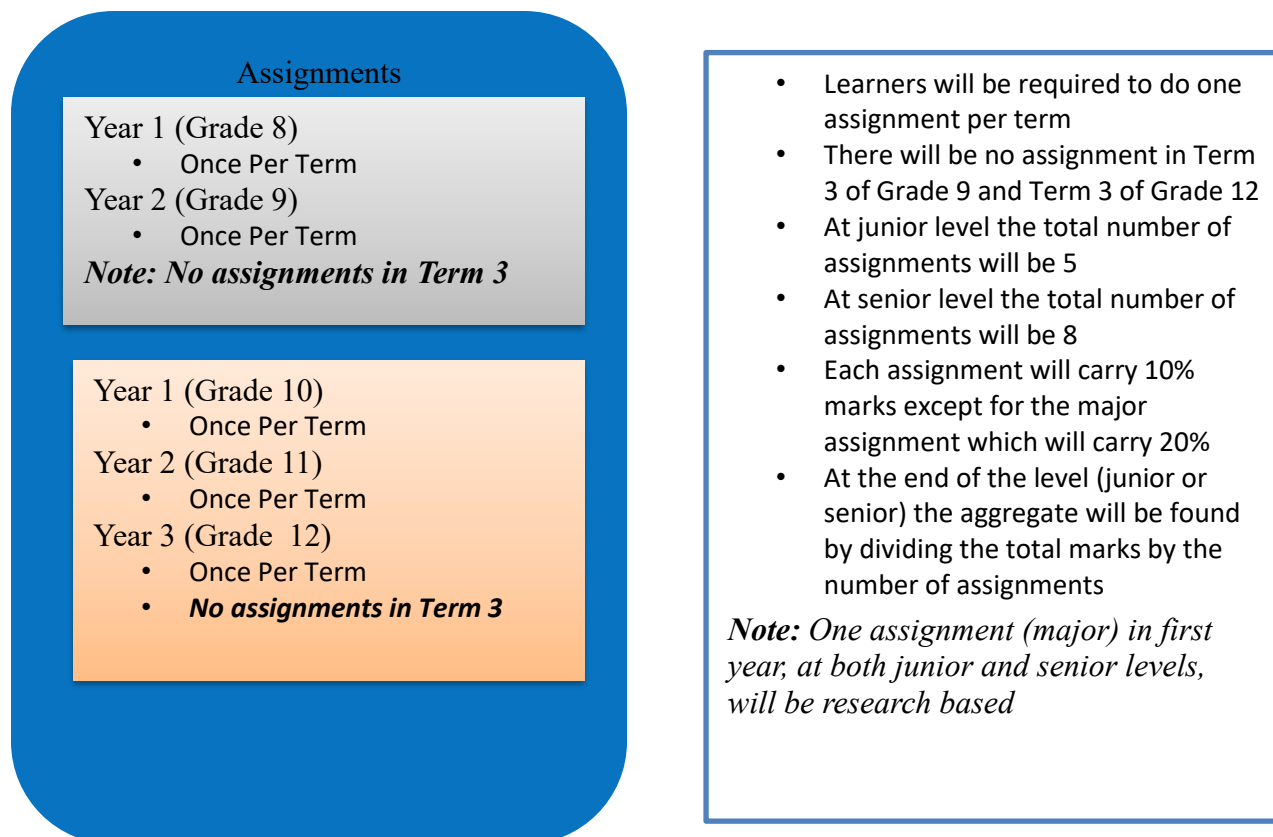 Assignments
Year 1 (Grade 8)
• Once Per Term
Year 2 (Grade 9)
• Once Per Term
Note: No assignments in Term 3
Year 1 (Grade 10)
• Once Per Term
Year 2 (Grade 11)
• Once Per Term
Year 3 (Grade 12)
• Once Per Term
• No assignments in Term 3
• Learners will be required to do one
assignment per term
• There will be no assignment in Term
3 of Grade 9 and Term 3 of Grade 12
• At junior level the total number of
assignments will be 5
• At senior level the total number of
assignments will be 8
• Each assignment will carry 10%
marks except for the major
assignment which will carry 20%
• At the end of the level (junior or
senior) the aggregate will be found
by dividing the total marks by the
number of assignments
Note: One assignment (major) in first
year, at both junior and senior levels,
will be research based